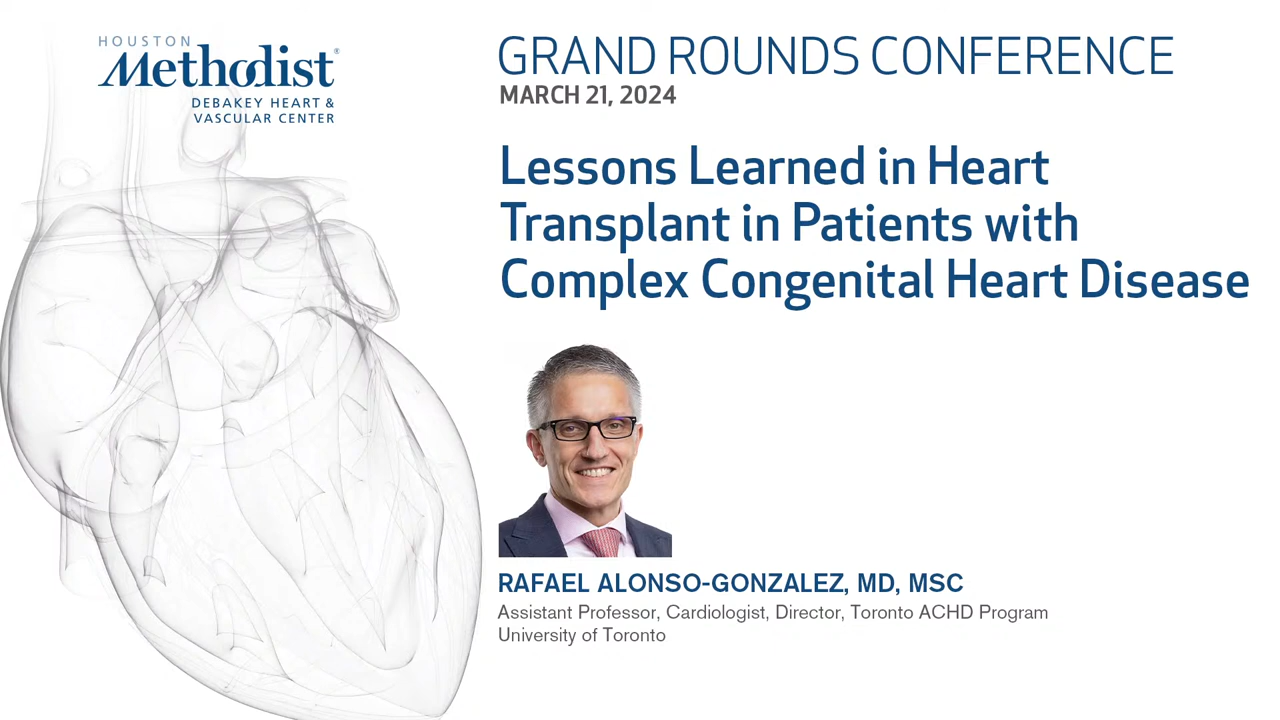 HOUSTON
Methodist®
DEBAKEY HEART &
VASCULAR CENTER
GRAND ROUNDS CONFERENCE
MARCH 21, 2024
Lessons Learned in Heart
Transplant in Patients with
Complex Congenital Heart Disease
RAFAEL ALONSO-GONZALEZ, MD, MSC
Assistant Professor, Cardiologist, Director, Toronto ACHD Program
University of Toronto